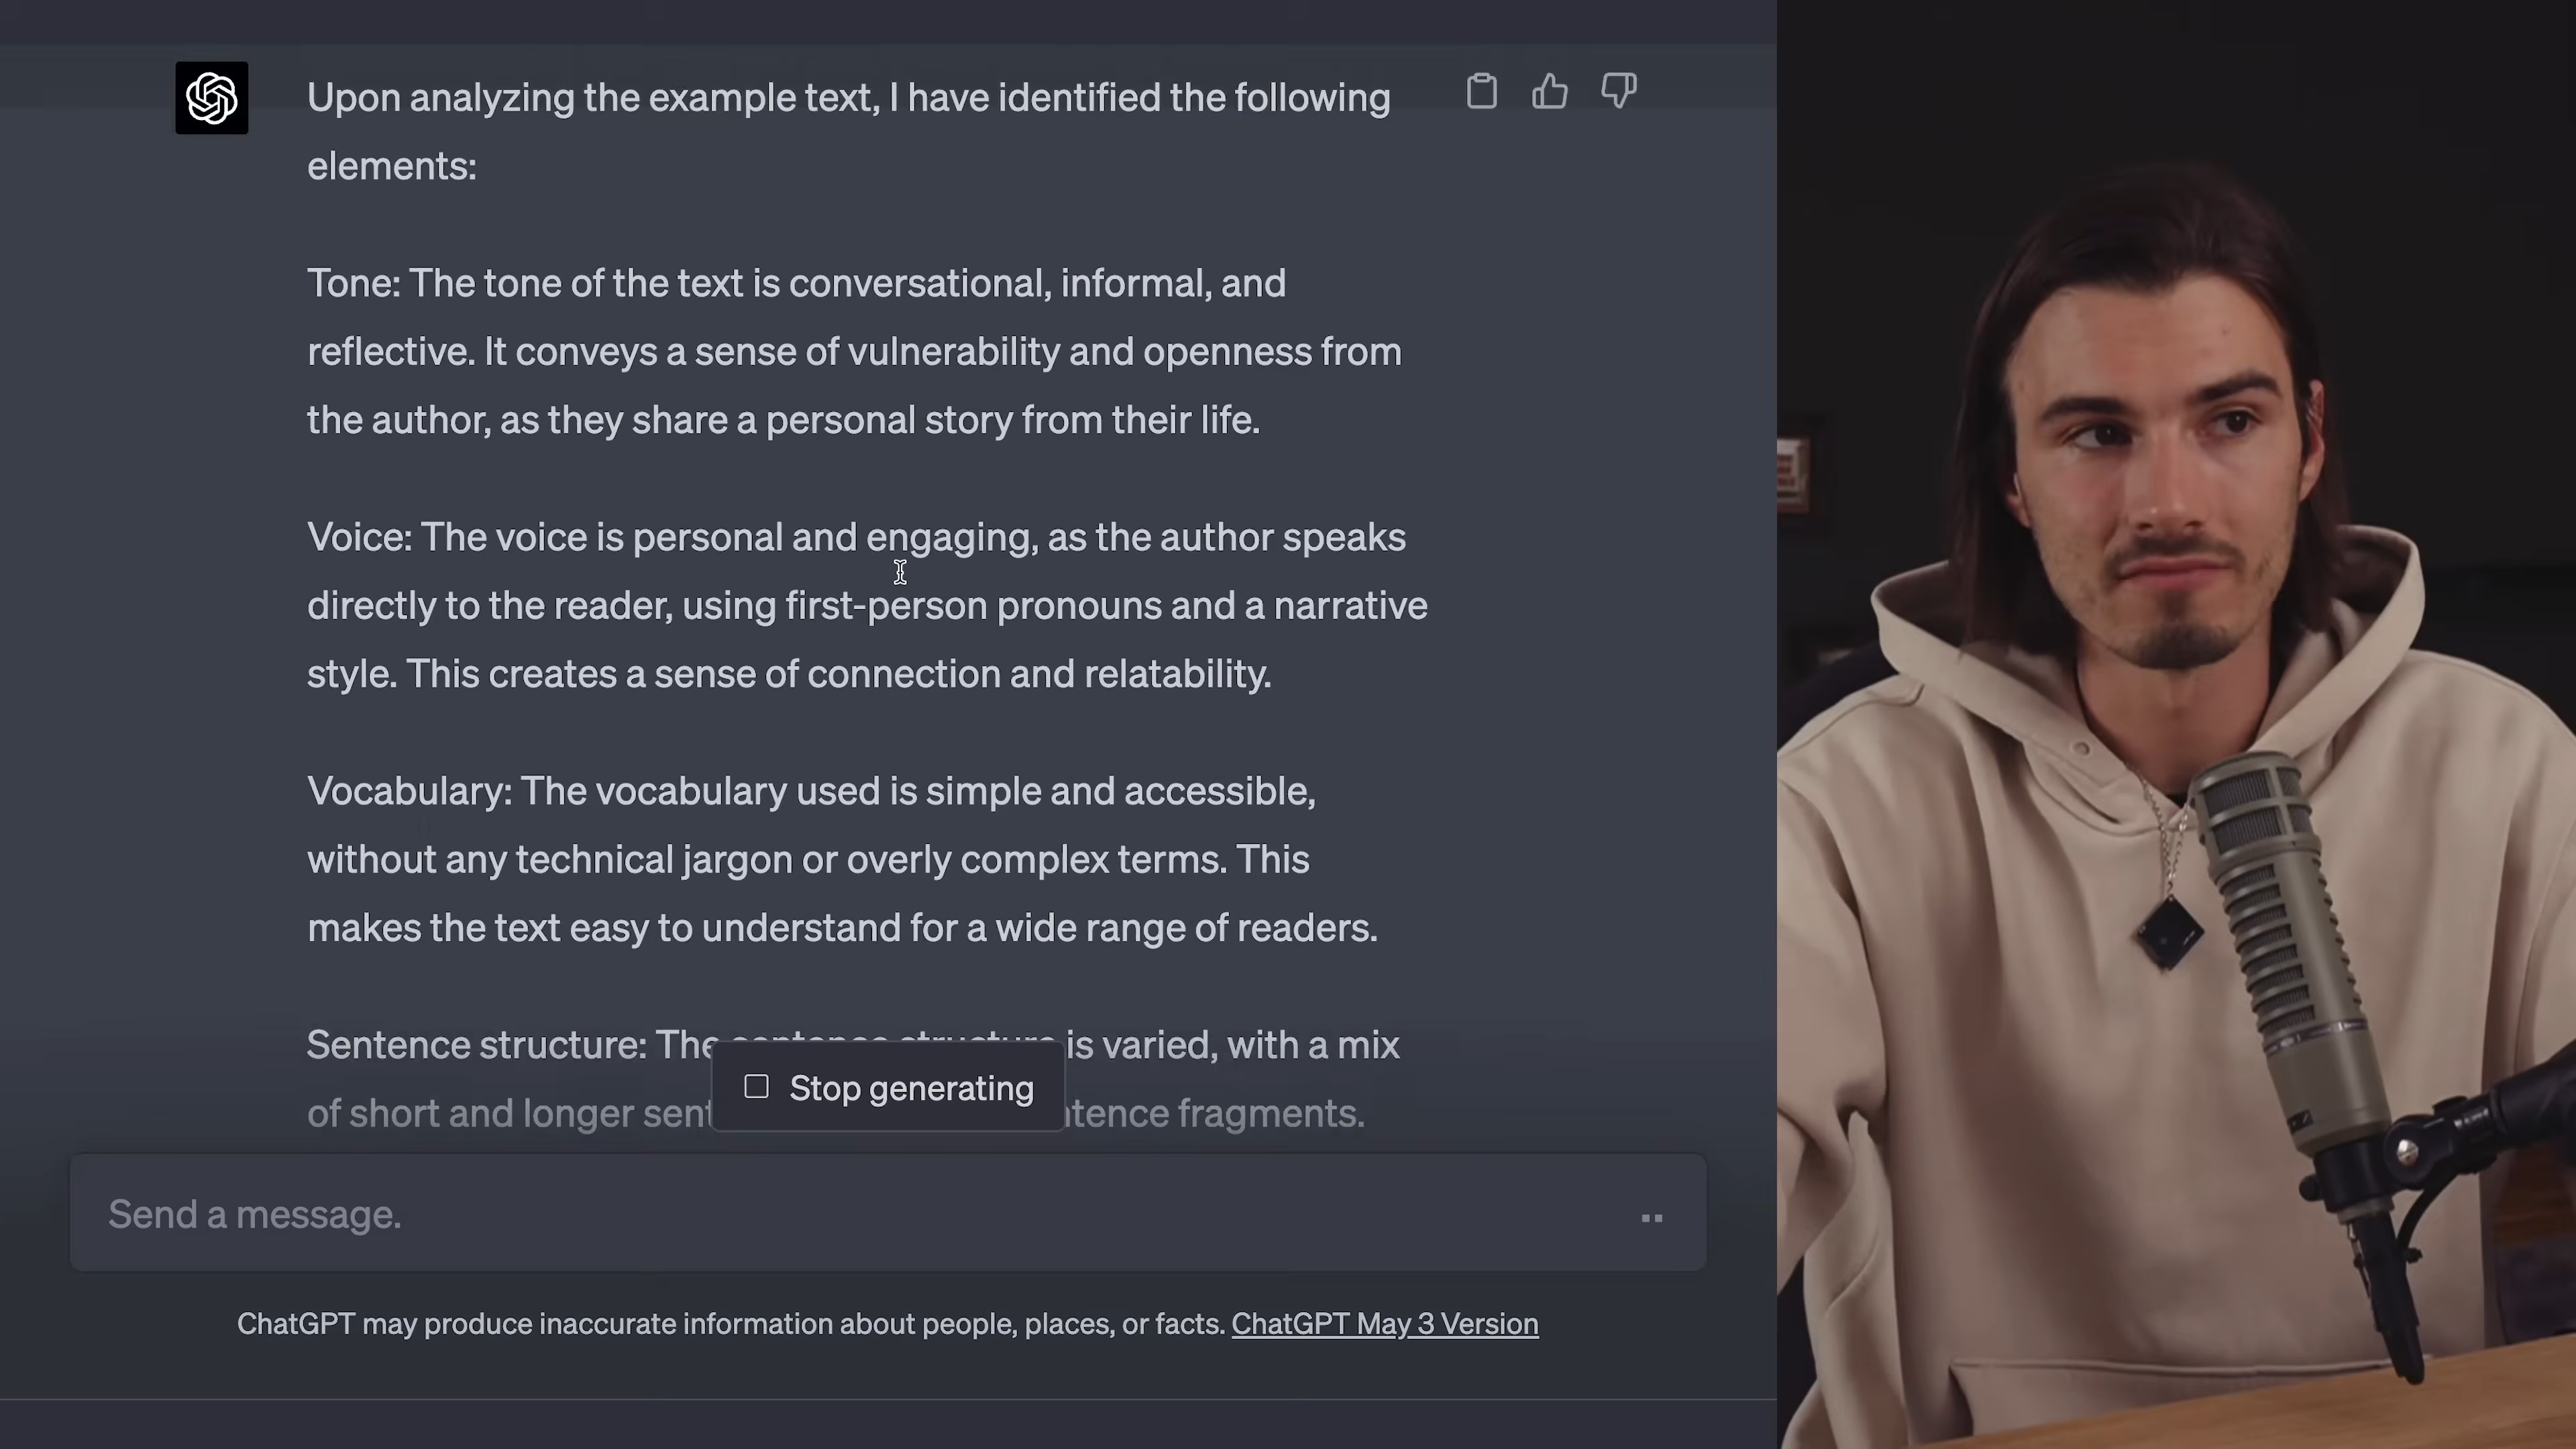 Upon analyzing the example text, I have identified the following
elements:
Tone: The tone of the text is conversational, informal, and
reflective. It conveys a sense of vulnerability and openness from
the author, as they share a personal story from their life.
Voice: The voice is personal and engaging, as the author speaks
directly to the reader, using first-person pronouns and a narrative
style. This creates a sense of connection and relatability.
Vocabulary: The vocabulary used is simple and accessible,
without any technical jargon or overly complex terms. This
makes the text easy to understand for a wide range of readers.
Sentence structure: The sentence structure is varied, with a mix
of short and longer sent tence fragments.
Stop generating
Send a message.
ChatGPT may produce inaccurate information about people, places, or facts. ChatGPT May 3 Version